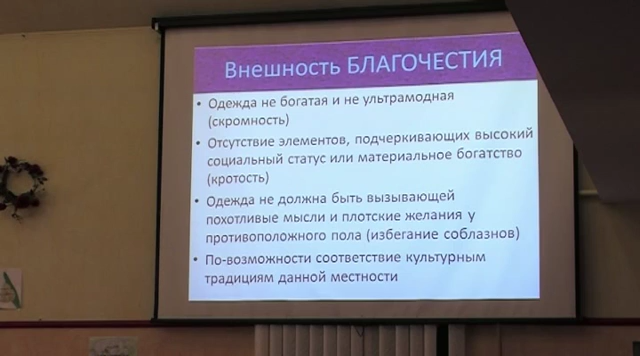 Внешность БЛАГОЧЕСТИЯ
• Одежда не богатая и не ультрамодная
(скромность)
• Отсутствие элементов, подчеркивающих высокий
социальный статус или материальное богатство
(кротость)
• Одежда не должна быть вызывающей
похотливые мысли и плотские желания у
противоположного пола (избегание соблазнов)
• По-возможности соответствие культурным
традициям данной местности